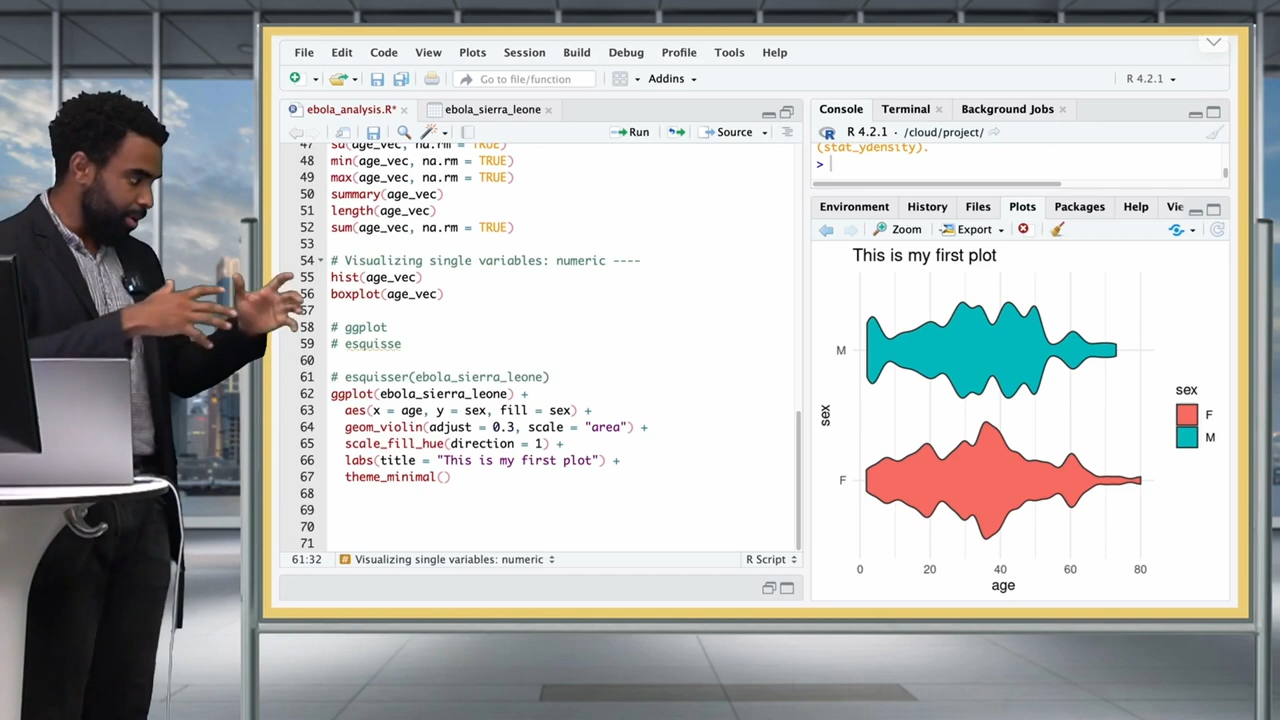 File Edit Code View Plots Session Build Debug Profile Tools Help
Go to file/function Addins R 4.2.1
ebola_analysis.R* ebola_sierra_leone
Run Source
47
48 min(age_vec, na.rm = TRUE)
49 max(age_vec, na.rm = TRUE)
50 summary(age_vec)
51 length(age_vec)
52 sum(age_vec, na.rm = TRUE)
53
54 # Visualizing single variables: numeric ----
55 hist(age_vec)
56 boxplot(age_vec)
57
58 # ggplot
59 # esquisse
60
61 # esquisser(ebola_sierra_leone)
62 ggplot(ebola_sierra_leone) +
63 aes(x = age, y = sex, fill = sex) +
64 geom_violin(adjust = 0.3, scale = "area") +
65 scale_fill_hue(direction = 1) +
66 labs(title = "This is my first plot") +
67 theme_minimal()
68
69
70
71
61:32 # Visualizing single variables: numeric R Script
Console Terminal Background Jobs
R 4.2.1 · /cloud/project/
(stat_ydensity).
>
Environment History Files Plots Packages Help Vie
Zoom Export
This is my first plot
M
F
sex
0 20 40 60 80
age
sex
F
M